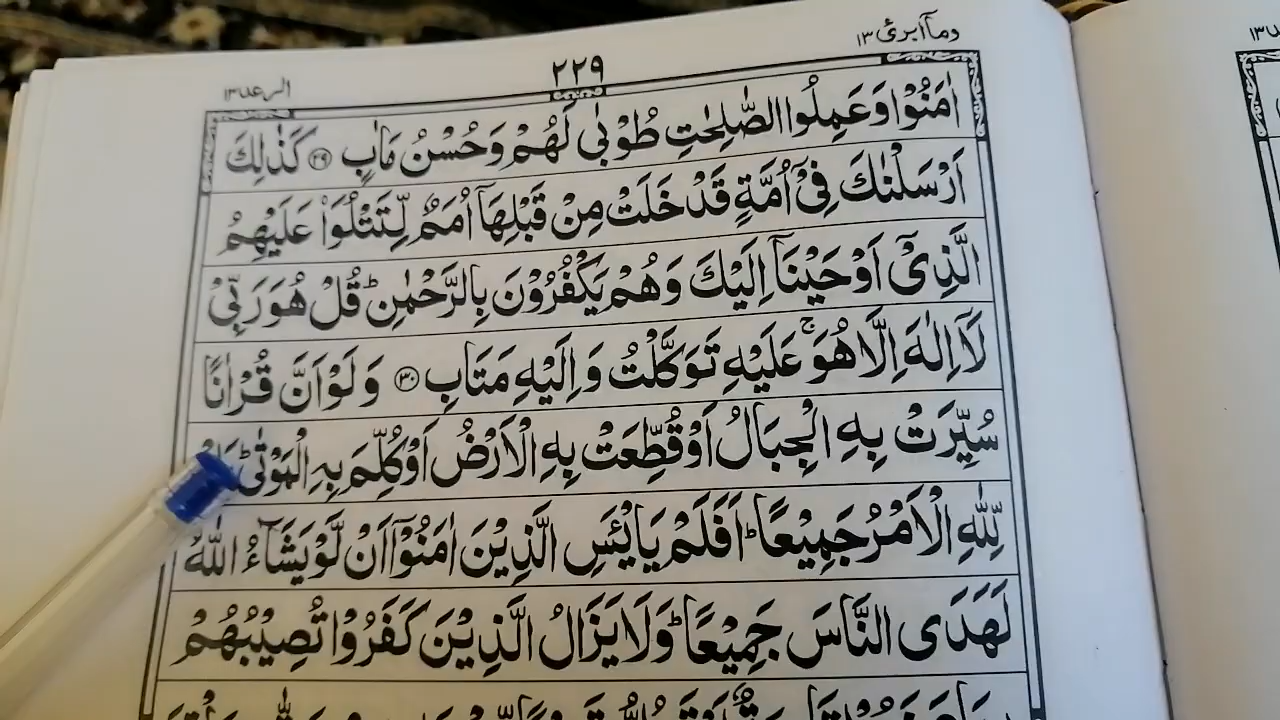 ومآ ابرئ ١٣
٢٢٩
الرعد ١٣
اٰمَنُوْا وَعَمِلُوا الصّٰلِحٰتِ طُوْبٰى لَهُمْ وَحُسْنُ مَاٰبٍ ﴿٢٩﴾ كَذٰلِكَ
اَرْسَلْنٰكَ فِىْۤ اُمَّةٍ قَدْ خَلَتْ مِنْ قَبْلِهَاۤ اُمَمٌ لِّتَتْلُوَا۟ عَلَيْهِمُ
الَّذِىْۤ اَوْحَيْنَاۤ اِلَيْكَ وَهُمْ يَكْفُرُوْنَ بِالرَّحْمٰنِ ؕ قُلْ هُوَ رَبِّىْ
لَاۤ اِلٰهَ اِلَّا هُوَ ۚ عَلَيْهِ تَوَكَّلْتُ وَاِلَيْهِ مَتَابِ ﴿٣٠﴾ وَلَوْ اَنَّ قُرْاٰنًا
سُيِّرَتْ بِهِ الْجِبَالُ اَوْ قُطِّعَتْ بِهِ الْاَرْضُ اَوْ كُلِّمَ بِهِ الْمَوْتٰى ؕ
لِّلّٰهِ الْاَمْرُ جَمِيْعًا ؕ اَفَلَمْ يَايْئَسِ الَّذِيْنَ اٰمَنُوْۤا اَنْ لَّوْ يَشَآءُ اللّٰهُ
لَهَدَى النَّاسَ جَمِيْعًا ؕ وَلَا يَزَالُ الَّذِيْنَ كَفَرُوْا تُصِيْبُهُمْ